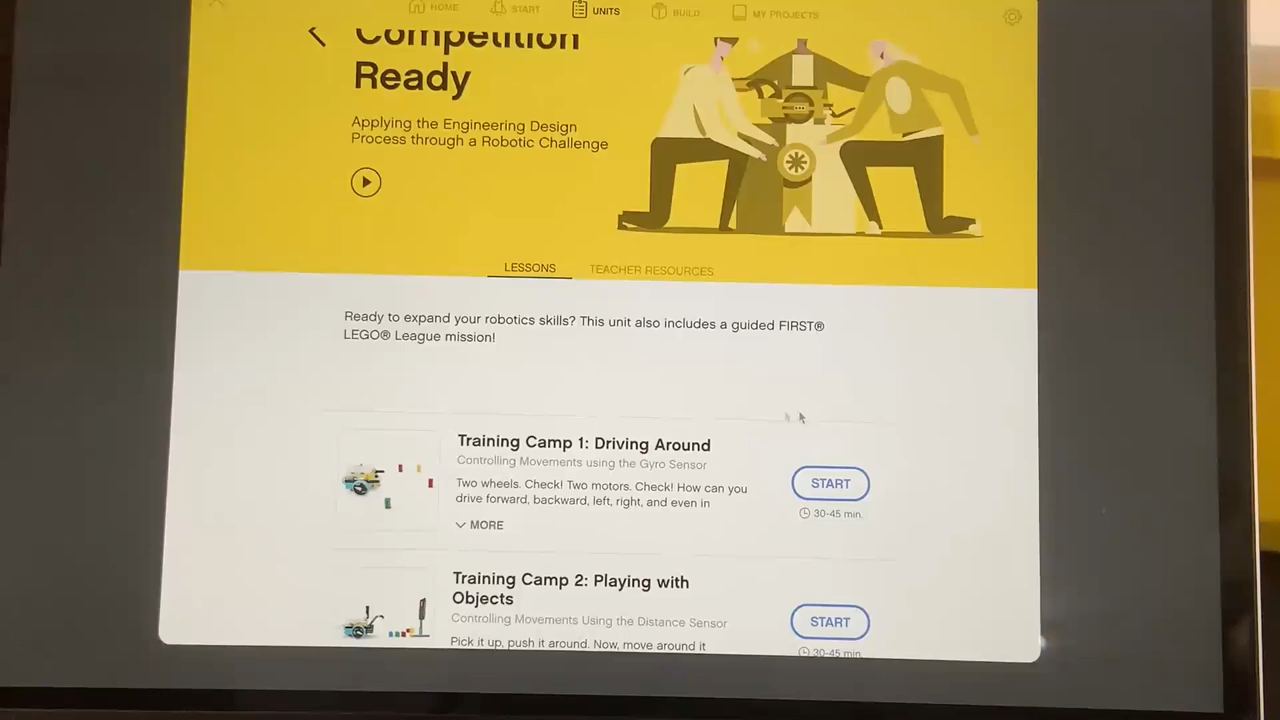 HOME
START
UNITS
BUILD
MY PROJECTS
Competition
Ready
Applying the Engineering Design
Process through a Robotic Challenge
LESSONS
TEACHER RESOURCES
Ready to expand your robotics skills? This unit also includes a guided FIRST®
LEGO® League mission!
Training Camp 1: Driving Around
Controlling Movements using the Gyro Sensor
Two wheels. Check! Two motors. Check! How can you
drive forward, backward, left, right, and even in
MORE
START
30-45 min.
Training Camp 2: Playing with
Objects
Controlling Movements Using the Distance Sensor
Pick it up, push it around. Now, move around it
START
30-45 min.